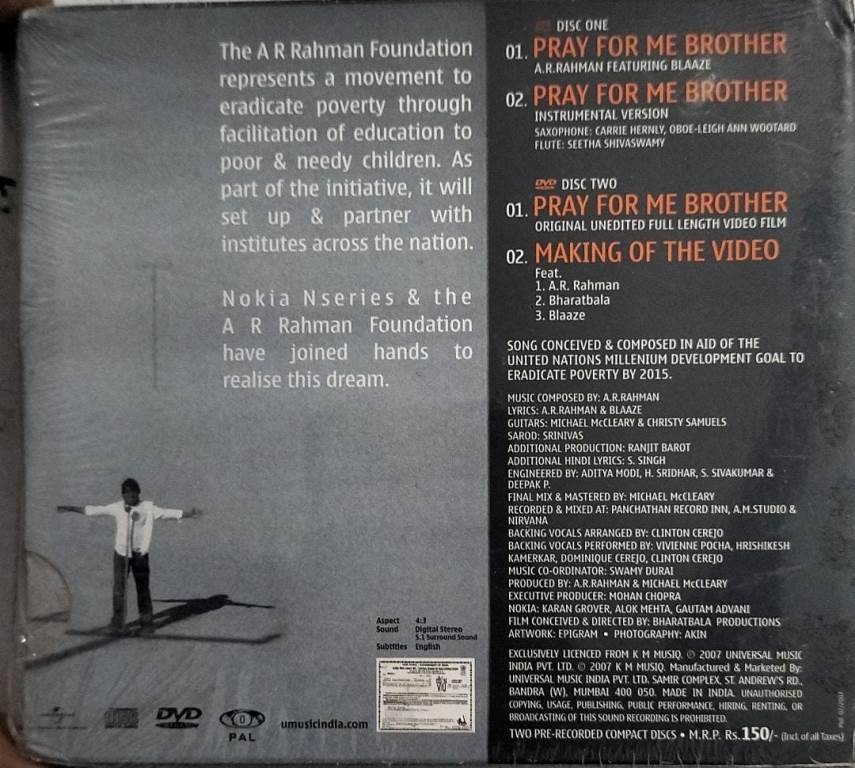 The A R Rahman Foundation
represents a movement to
eradicate poverty through
facilitation of education to
poor & needy children. As
part of the initiative, it will
set up & partner with
institutes across the nation.
Nokia Nseries & the
A R Rahman Foundation
have joined hands to
realise this dream.
Aspect 4:3
Sound Digital Stereo
5.1 Surround Sound
Subtitles English
DVD
PAL
umusicindia.com
DISC ONE
01. PRAY FOR ME BROTHER
A.R.RAHMAN FEATURING BLAAZE
02. PRAY FOR ME BROTHER
INSTRUMENTAL VERSION
SAXOPHONE: CARRIE HERNLY, OBOE-LEIGH ANN WOOTARD
FLUTE: SEETHA SHIVASWAMY
DVD DISC TWO
01. PRAY FOR ME BROTHER
ORIGINAL UNEDITED FULL LENGTH VIDEO FILM
02. MAKING OF THE VIDEO
Feat.
1. A.R. Rahman
2. Bharatbala
3. Blaaze
SONG CONCEIVED & COMPOSED IN AID OF THE
UNITED NATIONS MILLENIUM DEVELOPMENT GOAL TO
ERADICATE POVERTY BY 2015.
MUSIC COMPOSED BY: A.R.RAHMAN
LYRICS: A.R.RAHMAN & BLAAZE
GUITARS: MICHAEL McCLEARY & CHRISTY SAMUELS
SAROD: SRINIVAS
ADDITIONAL PRODUCTION: RANJIT BAROT
ADDITIONAL HINDI LYRICS: S. SINGH
ENGINEERED BY: ADITYA MODI, H. SRIDHAR, S. SIVAKUMAR &
DEEPAK P.
FINAL MIX & MASTERED BY: MICHAEL McCLEARY
RECORDED & MIXED AT: PANCHATHAN RECORD INN, A.M.STUDIO &
NIRVANA
BACKING VOCALS ARRANGED BY: CLINTON CEREJO
BACKING VOCALS PERFORMED BY: VIVIENNE POCHA, HRISHIKESH
KAMERKAR, DOMINIQUE CEREJO, CLINTON CEREJO
MUSIC CO-ORDINATOR: SWAMY DURAI
PRODUCED BY: A.R.RAHMAN & MICHAEL McCLEARY
EXECUTIVE PRODUCER: MOHAN CHOPRA
NOKIA: KARAN GROVER, ALOK MEHTA, GAUTAM ADVANI
FILM CONCEIVED & DIRECTED BY: BHARATBALA PRODUCTIONS
ARTWORK: EPIGRAM • PHOTOGRAPHY: AKIN
EXCLUSIVELY LICENCED FROM K M MUSIQ. ℗ 2007 UNIVERSAL MUSIC
INDIA PVT. LTD. © 2007 K M MUSIQ. Manufactured & Marketed By:
UNIVERSAL MUSIC INDIA PVT. LTD. SAMIR COMPLEX, ST. ANDREW'S RD.,
BANDRA (W), MUMBAI 400 050. MADE IN INDIA. UNAUTHORISED
COPYING, USAGE, PUBLISHING, PUBLIC PERFORMANCE, HIRING, RENTING, OR
BROADCASTING OF THIS SOUND RECORDING IS PROHIBITED.
TWO PRE-RECORDED COMPACT DISCS • M.R.P. Rs.150/- (Incl. of all Taxes)